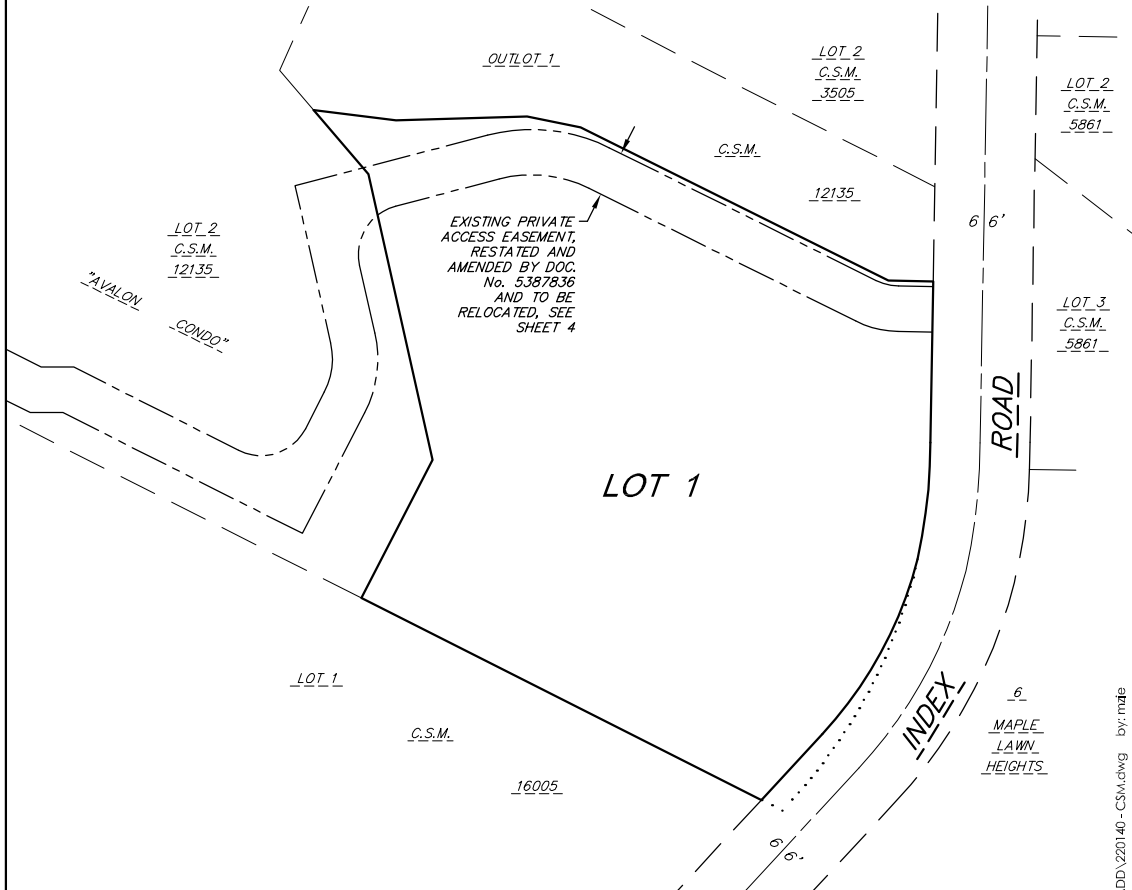 OUTLOT 1
LOT 2
C.S.M.
3505
LOT 2
C.S.M.
5861
C.S.M.
12135
LOT 2
C.S.M.
12135
"AVALON CONDO"
EXISTING PRIVATE
ACCESS EASEMENT,
RESTATED AND
AMENDED BY DOC.
No. 5387836
AND TO BE
RELOCATED, SEE
SHEET 4
66'
LOT 3
C.S.M.
5861
ROAD
LOT 1
LOT 1
C.S.M.
16005
INDEX
6
MAPLE
LAWN
HEIGHTS
66'
DD\220140 - CSM.dwg by: mzie